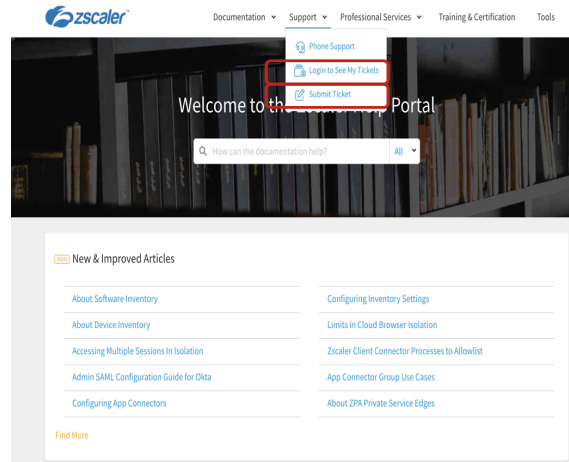 zscaler™
Documentation Support Professional Services Training & Certification Tools
Phone Support
Login to See My Tickets
Submit Ticket
Welcome to the Zscaler Help Portal
How can the documentation help? All
NEW New & Improved Articles
About Software Inventory
Configuring Inventory Settings
About Device Inventory
Limits in Cloud Browser Isolation
Accessing Multiple Sessions In Isolation
Zscaler Client Connector Processes to Allowlist
Admin SAML Configuration Guide for Okta
App Connector Group Use Cases
Configuring App Connectors
About ZPA Private Service Edges
Find More